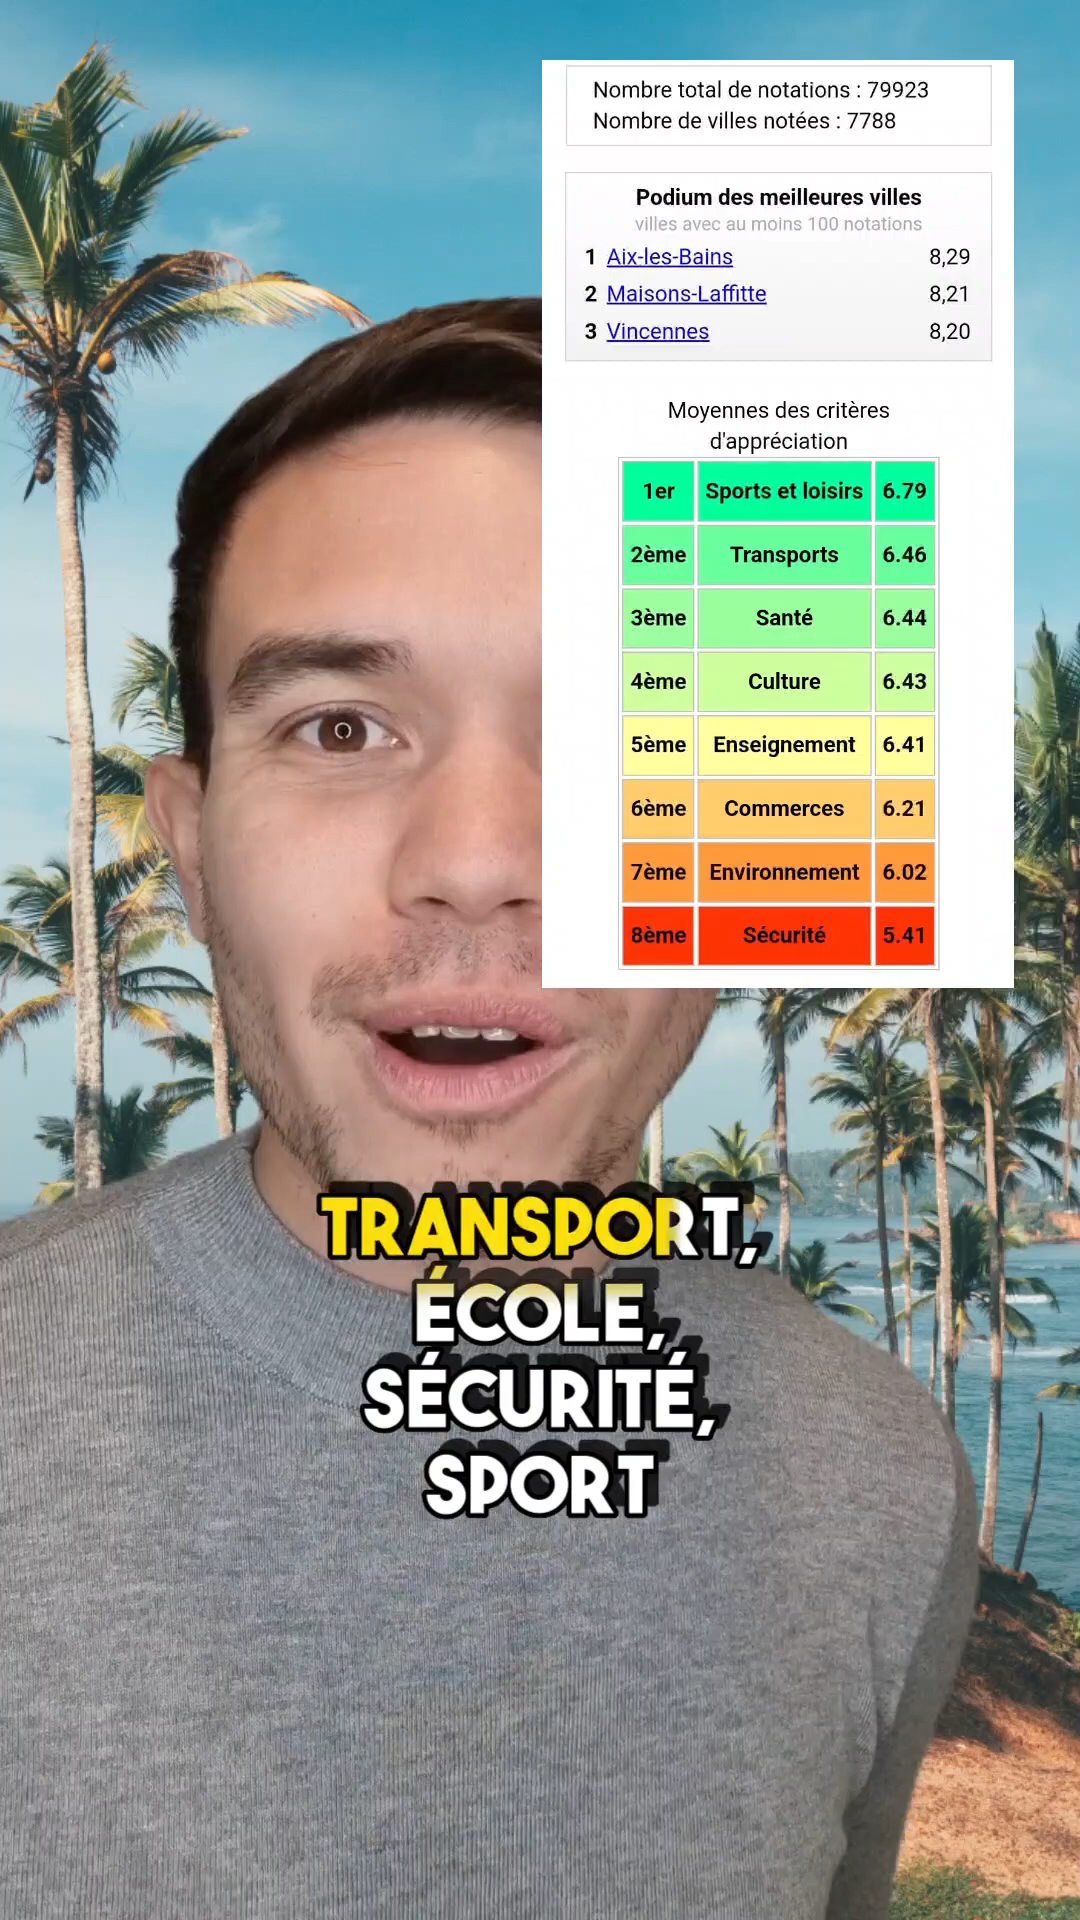 Nombre total de notations : 79923
Nombre de villes notées : 7788
Podium des meilleures villes
villes avec au moins 100 notations
1 Aix-les-Bains 8,29
2 Maisons-Laffitte 8,21
3 Vincennes 8,20
Moyennes des critères
d'appréciation
1er Sports et loisirs 6.79
2ème Transports 6.46
3ème Santé 6.44
4ème Culture 6.43
5ème Enseignement 6.41
6ème Commerces 6.21
7ème Environnement 6.02
8ème Sécurité 5.41
TRANSPORT,
ÉCOLE,
SÉCURITÉ,
SPORT